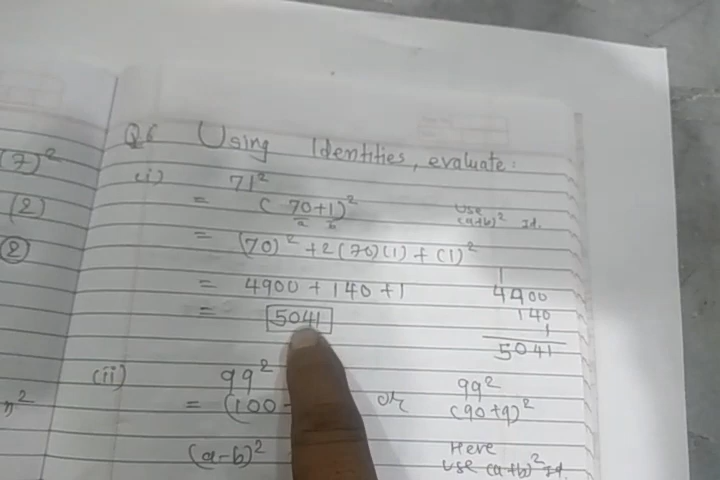 (7)²
(2)
②
n²
Q6 Using Identities, evaluate:
(i) 71²
= (70+1)²
a b
Use
(a+b)² Id.
= (70)² + 2(70)(1) + (1)²
= 4900 + 140 + 1
= 5041
1
4900
140
1
5041
(ii) 99²
= (100 -
or
99²
(90+9)²
(a-b)²
Here
use (a+b)² Id.